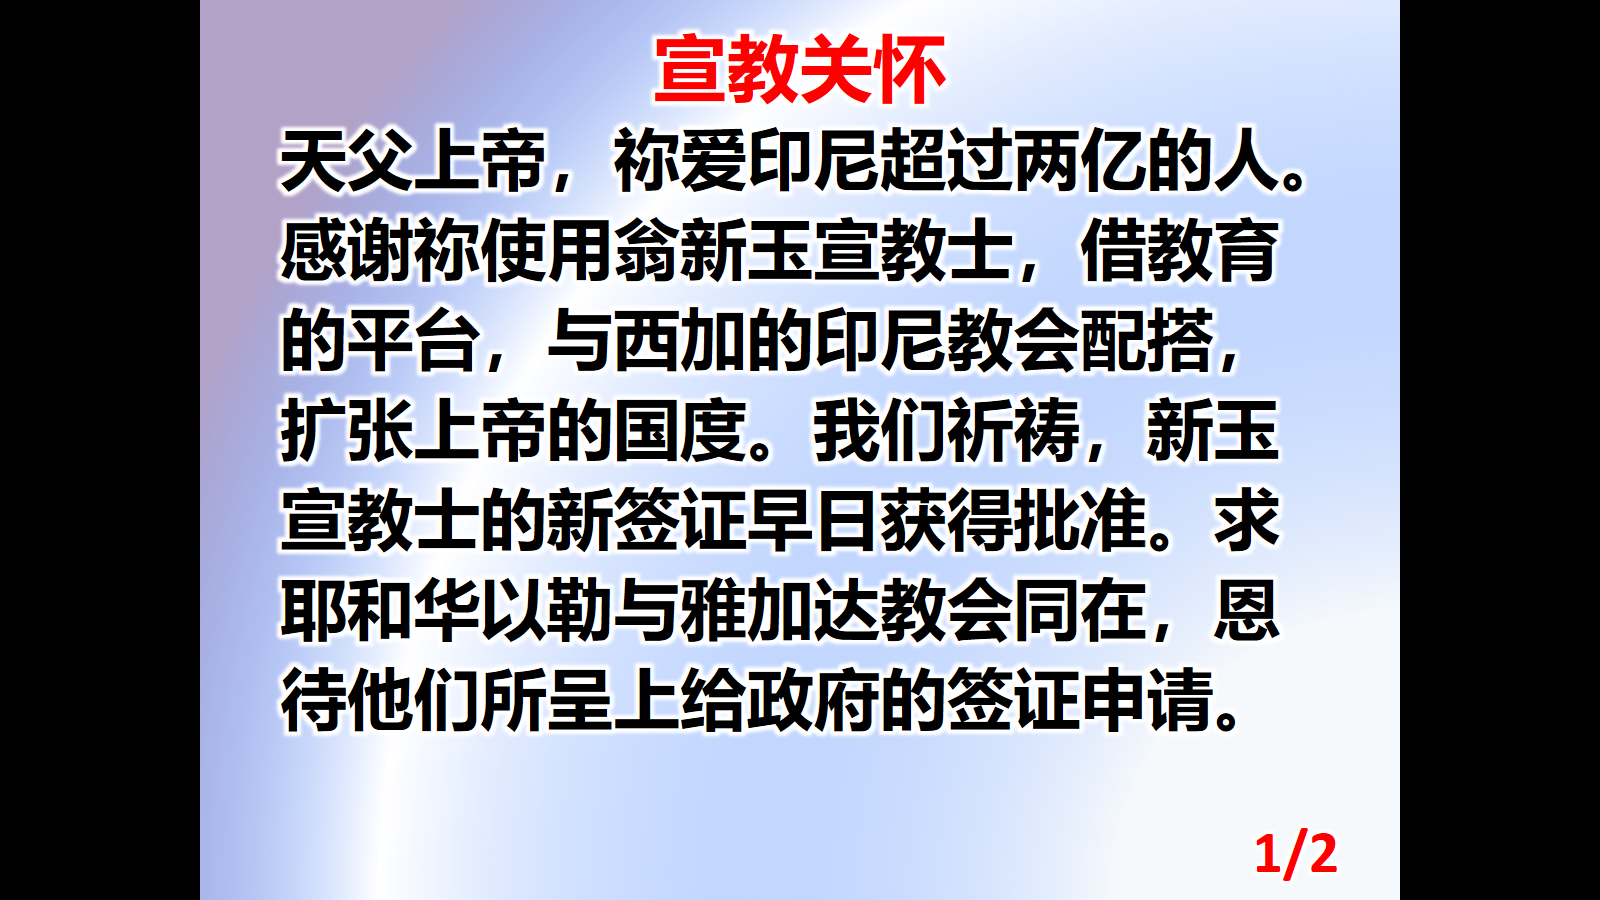 宣教关怀
天父上帝，祢爱印尼超过两亿的人。
感谢祢使用翁新玉宣教士，借教育
的平台，与西加的印尼教会配搭，
扩张上帝的国度。我们祈祷，新玉
宣教士的新签证早日获得批准。求
耶和华以勒与雅加达教会同在，恩
待他们所呈上给政府的签证申请。
1/2